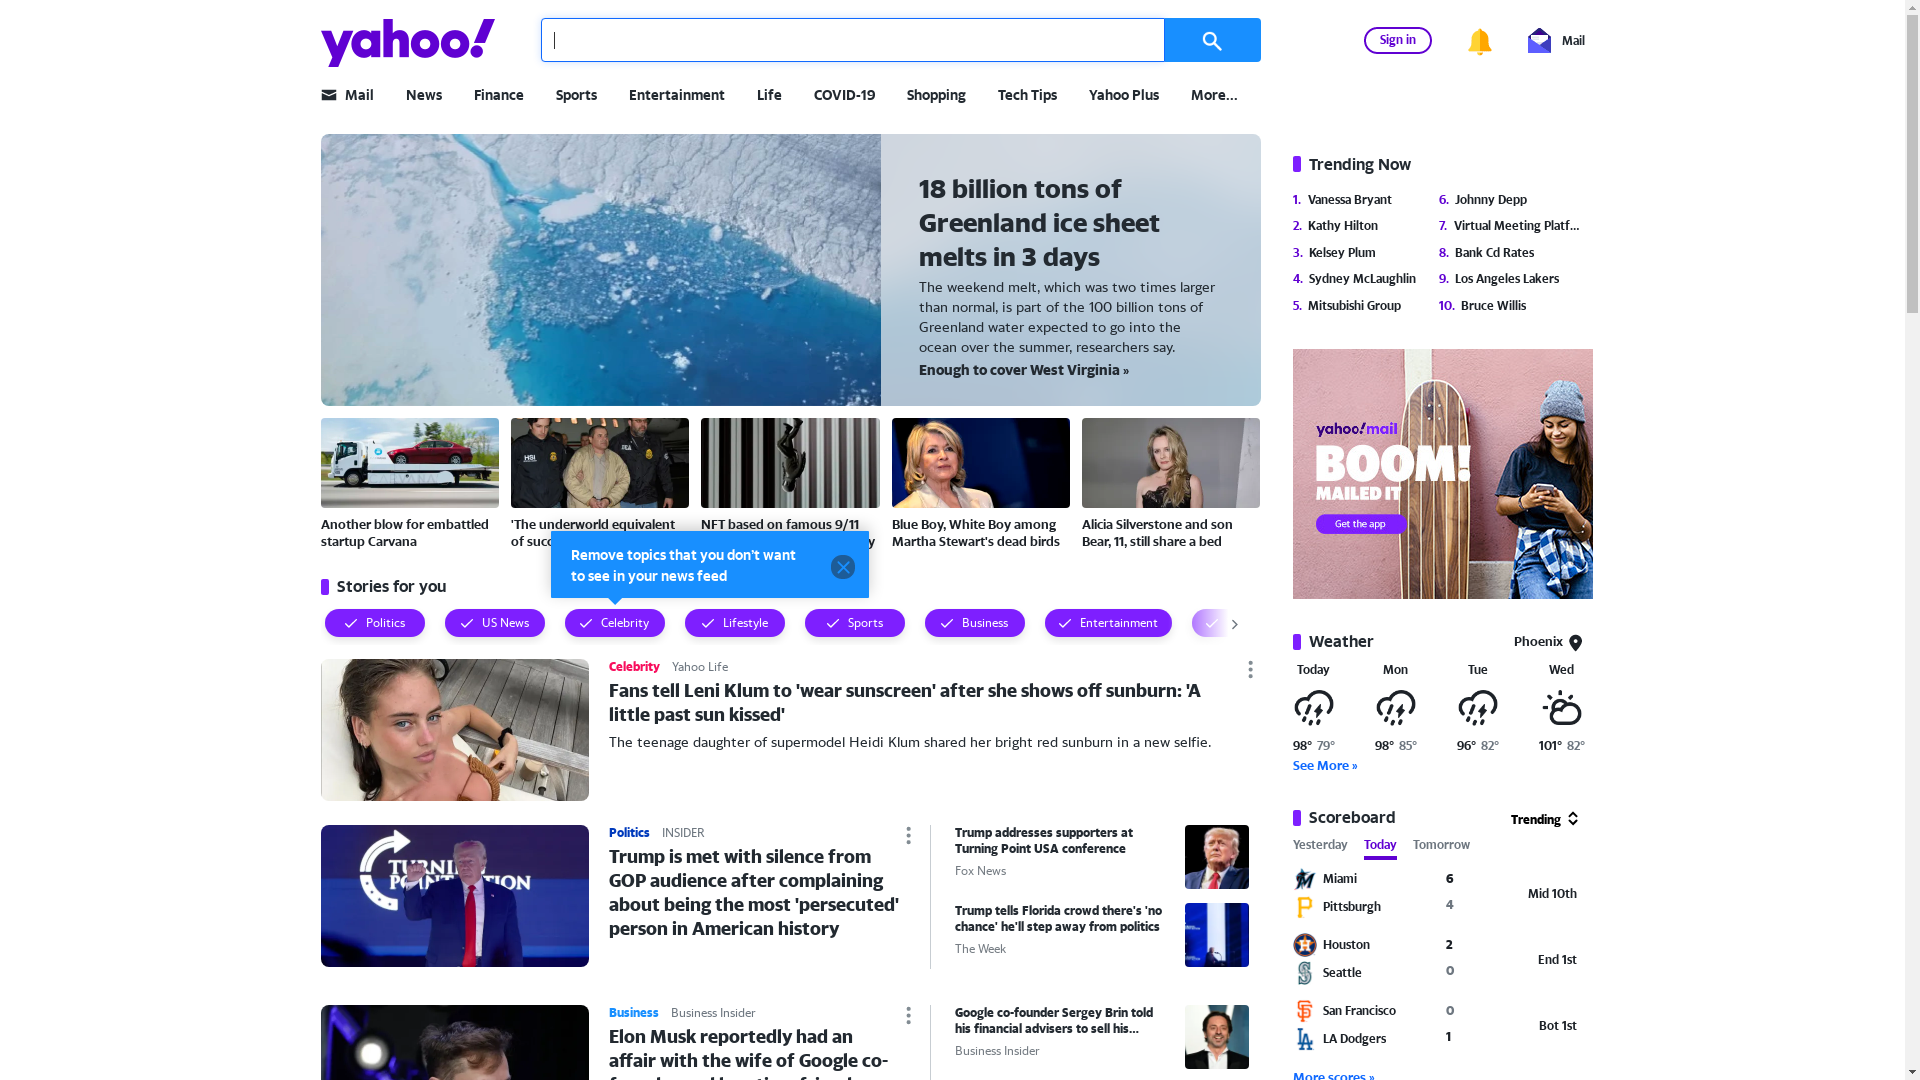 yahoo!
Sign in
Mail
Mail
News
Finance
Sports
Entertainment
Life
COVID-19
Shopping
Tech Tips
Yahoo Plus
More...
18 billion tons of
Greenland ice sheet
melts in 3 days
The weekend melt, which was two times larger
than normal, is part of the 100 billion tons of
Greenland water expected to go into the
ocean over the summer, researchers say.
Enough to cover West Virginia »
Another blow for embattled
startup Carvana
'The underworld equivalent
of succ
NFT based on famous 9/11
Blue Boy, White Boy among
Martha Stewart's dead birds
Alicia Silverstone and son
Bear, 11, still share a bed
Remove topics that you don't want
to see in your news feed
Stories for you
Politics
US News
Celebrity
Lifestyle
Sports
Business
Entertainment
Celebrity Yahoo Life
Fans tell Leni Klum to 'wear sunscreen' after she shows off sunburn: 'A
little past sun kissed'
The teenage daughter of supermodel Heidi Klum shared her bright red sunburn in a new selfie.
Politics INSIDER
Trump is met with silence from
GOP audience after complaining
about being the most 'persecuted'
person in American history
Trump addresses supporters at
Turning Point USA conference
Fox News
Trump tells Florida crowd there's 'no
chance' he'll step away from politics
The Week
Business Business Insider
Elon Musk reportedly had an
affair with the wife of Google co-
Google co-founder Sergey Brin told
his financial advisers to sell his...
Business Insider
Trending Now
1. Vanessa Bryant
2. Kathy Hilton
3. Kelsey Plum
4. Sydney McLaughlin
5. Mitsubishi Group
6. Johnny Depp
7. Virtual Meeting Platf...
8. Bank Cd Rates
9. Los Angeles Lakers
10. Bruce Willis
yahoo!mail
BOOM!
MAILED IT
Get the app
Weather
Phoenix
Today
Mon
Tue
Wed
98° 79°
98° 85°
96° 82°
101° 82°
See More »
Scoreboard
Trending
Yesterday
Today
Tomorrow
Miami 6
Pittsburgh 4
Mid 10th
Houston 2
Seattle 0
End 1st
San Francisco 0
LA Dodgers 1
Bot 1st
More scores »